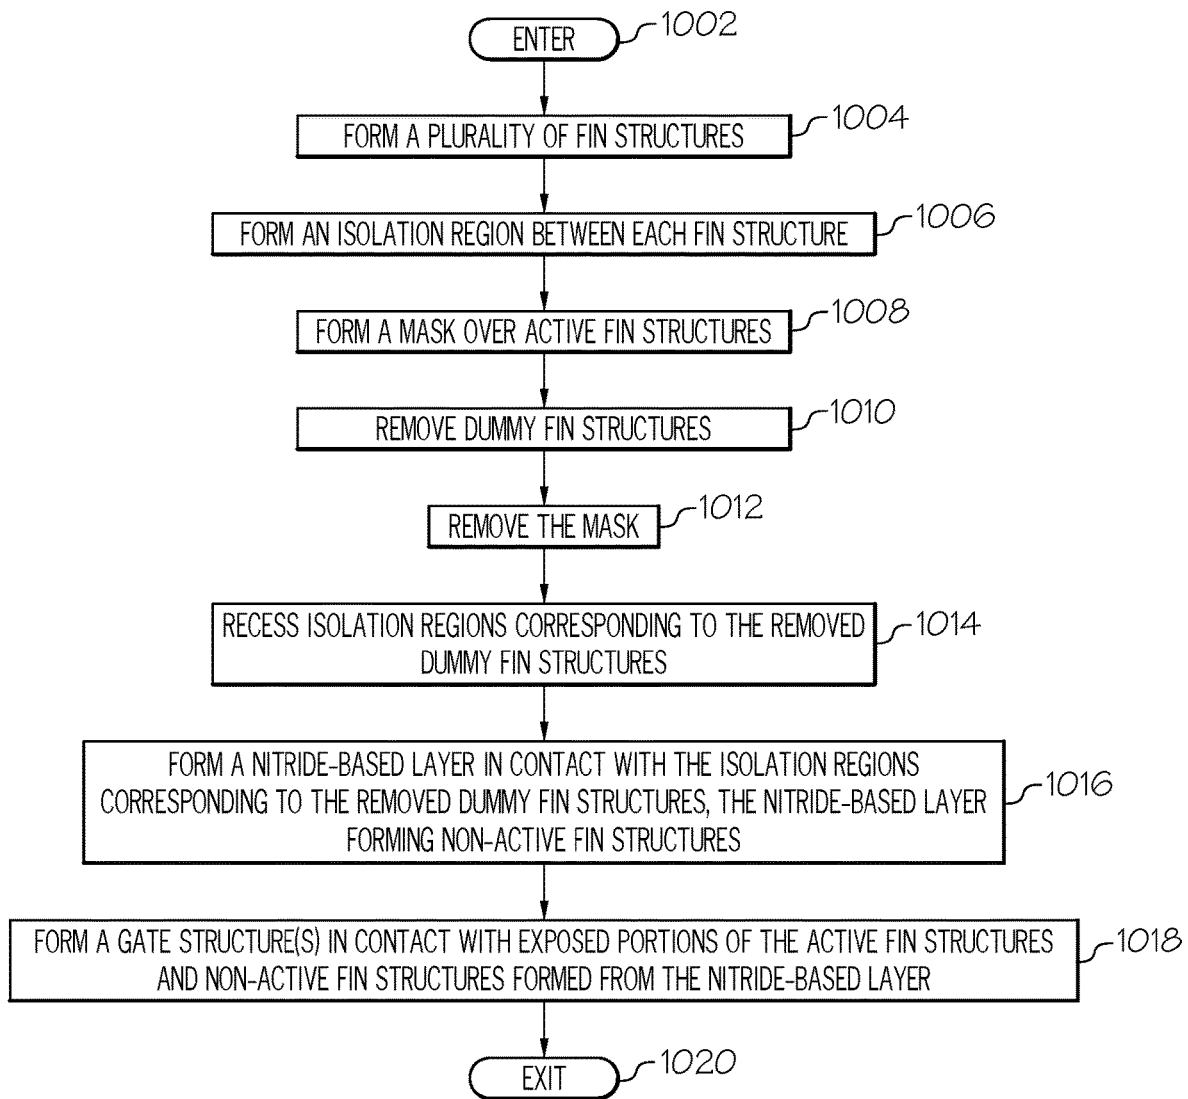 ENTER
1002
FORM A PLURALITY OF FIN STRUCTURES
1004
FORM AN ISOLATION REGION BETWEEN EACH FIN STRUCTURE
1006
FORM A MASK OVER ACTIVE FIN STRUCTURES
1008
REMOVE DUMMY FIN STRUCTURES
1010
REMOVE THE MASK
1012
RECESS ISOLATION REGIONS CORRESPONDING TO THE REMOVED
DUMMY FIN STRUCTURES
1014
FORM A NITRIDE-BASED LAYER IN CONTACT WITH THE ISOLATION REGIONS
CORRESPONDING TO THE REMOVED DUMMY FIN STRUCTURES, THE NITRIDE-BASED LAYER
FORMING NON-ACTIVE FIN STRUCTURES
1016
FORM A GATE STRUCTURE(S) IN CONTACT WITH EXPOSED PORTIONS OF THE ACTIVE FIN STRUCTURES
AND NON-ACTIVE FIN STRUCTURES FORMED FROM THE NITRIDE-BASED LAYER
1018
EXIT
1020